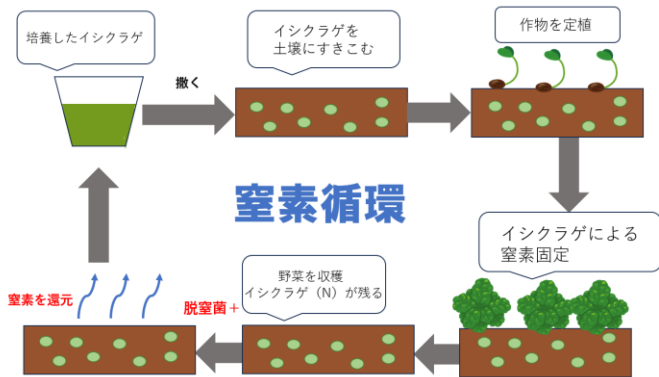 培養したイシクラゲ
撒く
イシクラゲを
土壌にすきこむ
作物を定植
窒素循環
イシクラゲによる
窒素固定
野菜を収穫
イシクラゲ（N）が残る
脱窒菌＋
窒素を還元